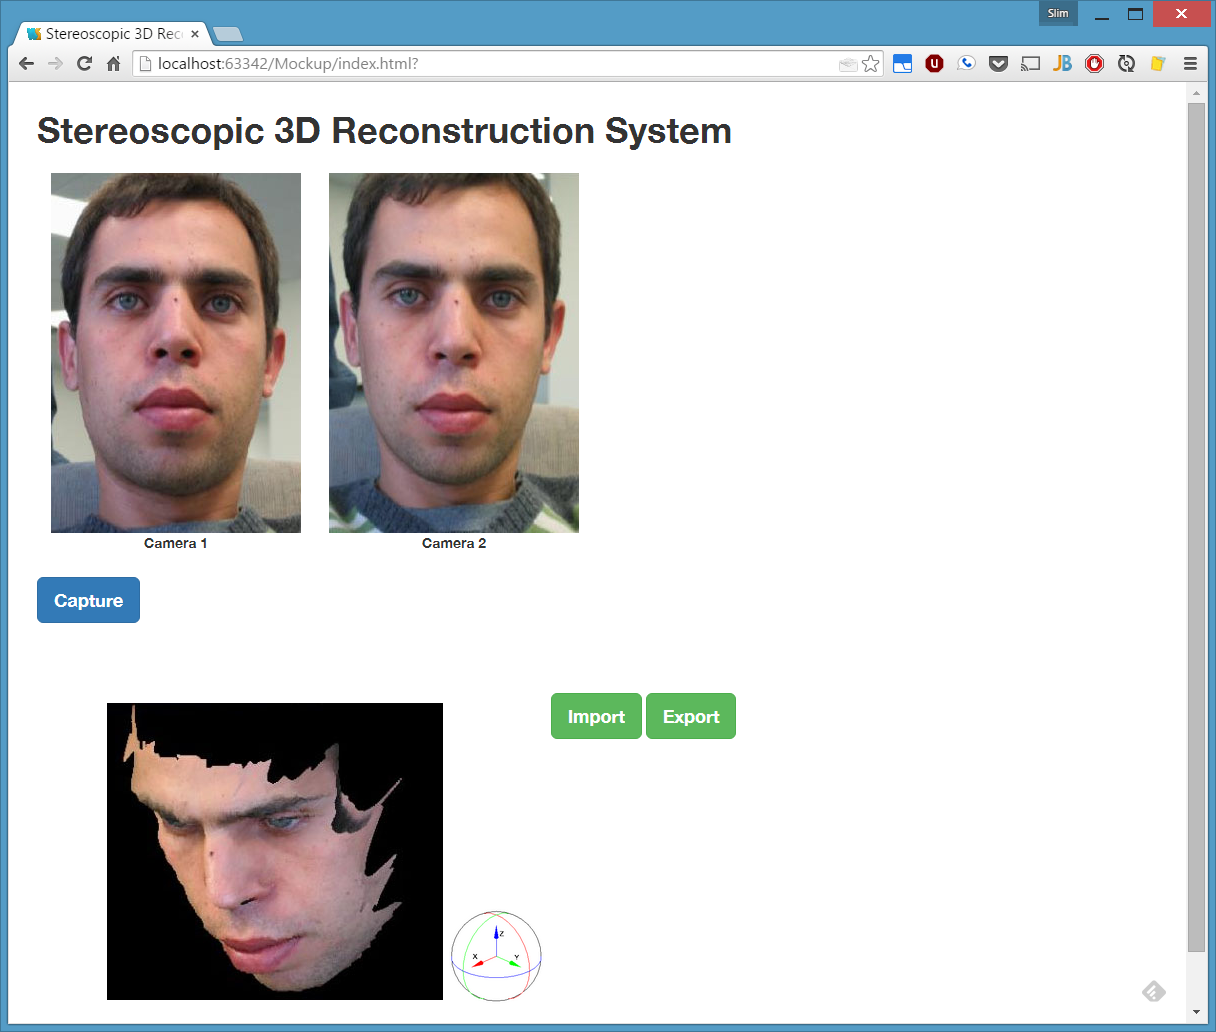 Slim
Stereoscopic 3D Rec
localhost:63342/Mockup/index.html?
JB
Stereoscopic 3D Reconstruction System
Camera 1
Camera 2
Capture
Import
Export
Z
X
Y